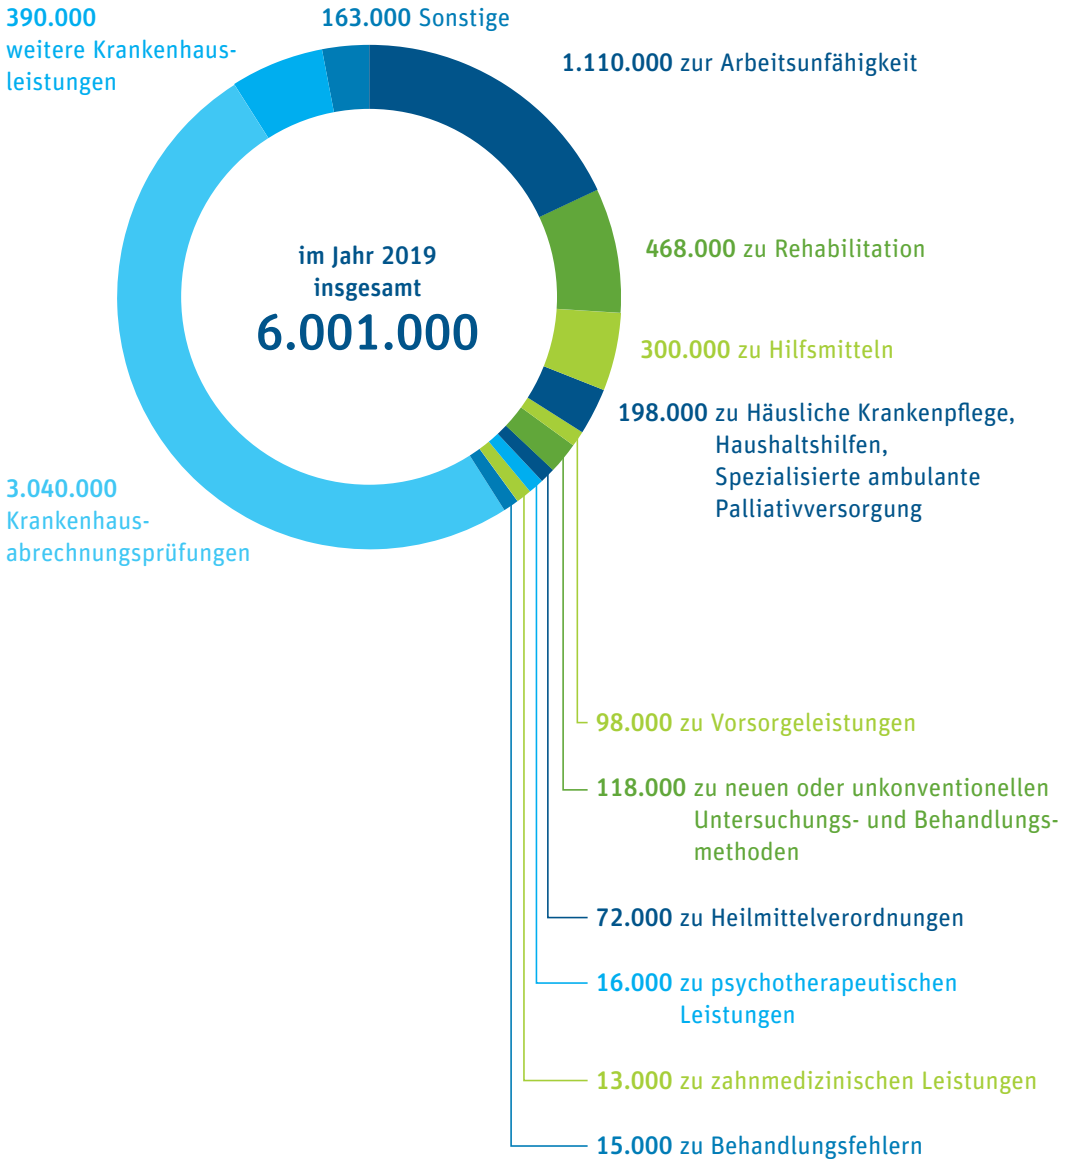 390.000
weitere Krankenhaus-
leistungen
163.000 Sonstige
1.110.000 zur Arbeitsunfähigkeit
im Jahr 2019
insgesamt
6.001.000
468.000 zu Rehabilitation
300.000 zu Hilfsmitteln
198.000 zu Häusliche Krankenpflege,
Haushaltshilfen,
Spezialisierte ambulante
Palliativversorgung
3.040.000
Krankenhaus-
abrechnungsprüfungen
98.000 zu Vorsorgeleistungen
118.000 zu neuen oder unkonventionellen
Untersuchungs- und Behandlungs-
methoden
72.000 zu Heilmittelverordnungen
16.000 zu psychotherapeutischen
Leistungen
13.000 zu zahnmedizinischen Leistungen
15.000 zu Behandlungsfehlern